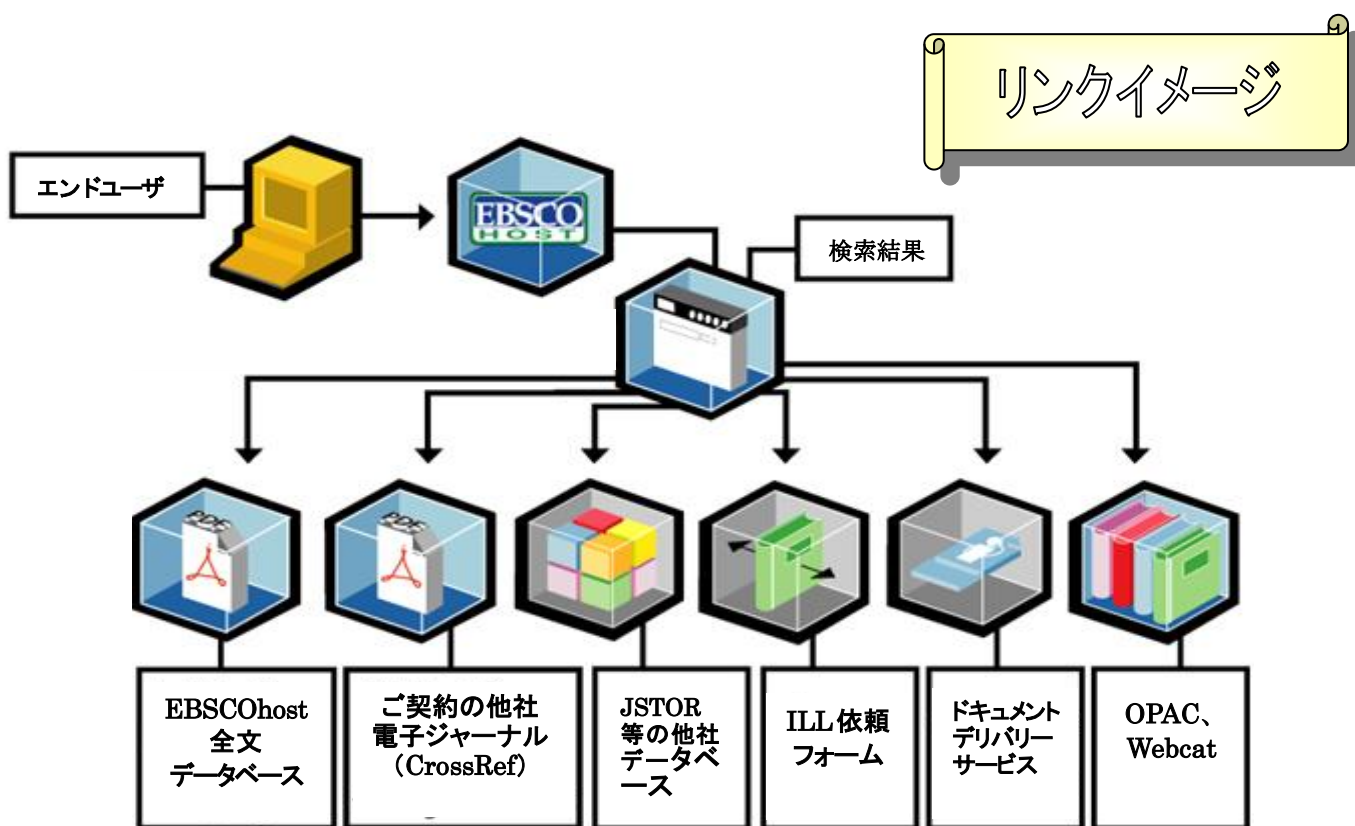 リンクイメージ
エンドユーザ
EBSCO
HOST
検索結果
PDF
PDF
EBSCOhost
全文
データベース
ご契約の他社
電子ジャーナル
（CrossRef）
JSTOR
等の他社
データベ
ース
ILL依頼
フォーム
ドキュメント
デリバリー
サービス
OPAC、
Webcat